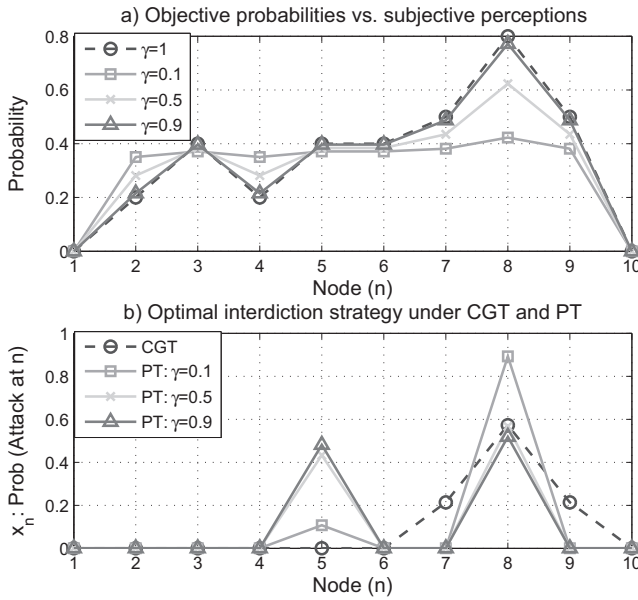 a) Objective probabilities vs. subjective perceptions
Probability
0.8
0.6
0.4
0.2
0
γ=1
γ=0.1
γ=0.5
γ=0.9
1 2 3 4 5 6 7 8 9 10
Node (n)
b) Optimal interdiction strategy under CGT and PT
x_n: Prob (Attack at n)
1
0.8
0.6
0.4
0.2
0
CGT
PT: γ=0.1
PT: γ=0.5
PT: γ=0.9
1 2 3 4 5 6 7 8 9 10
Node (n)